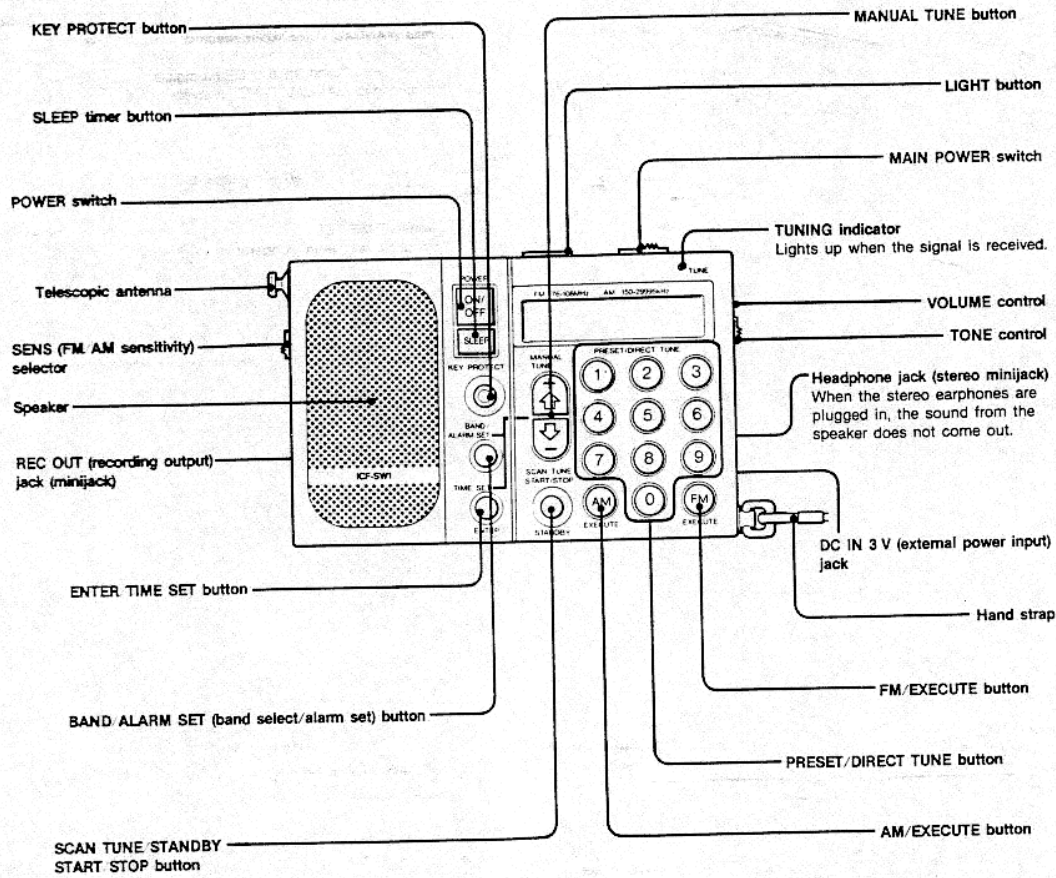 KEY PROTECT button
SLEEP timer button
POWER switch
Telescopic antenna
SENS (FM/AM sensitivity)
selector
Speaker
REC OUT (recording output)
jack (minijack)
ENTER/TIME SET button
BAND/ALARM SET (band select/alarm set) button
SCAN TUNE/STANDBY
START/STOP button
POWER
ON/
OFF
SLEEP
KEY PROTECT
BAND/
ALARM SET
TIME SET
ENTER
ICF-SW1
TUNE
FM 76-108MHz AM 150-29995kHz
MANUAL
TUNE
+
−
PRESET/DIRECT TUNE
1 2 3
4 5 6
7 8 9
AM 0 FM
EXECUTE
EXECUTE
SCAN TUNE
START/STOP
STANDBY
MANUAL TUNE button
LIGHT button
MAIN POWER switch
TUNING indicator
Lights up when the signal is received.
VOLUME control
TONE control
Headphone jack (stereo minijack)
When the stereo earphones are
plugged in, the sound from the
speaker does not come out.
DC IN 3 V (external power input)
jack
Hand strap
FM/EXECUTE button
PRESET/DIRECT TUNE button
AM/EXECUTE button